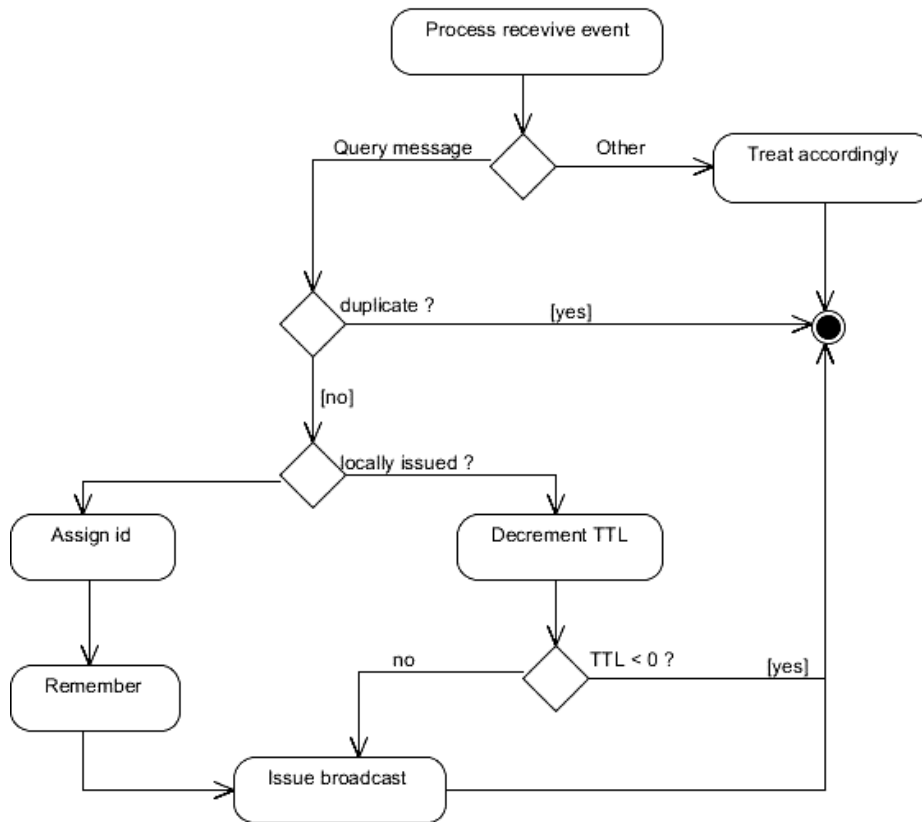 Process recevive event
Query message
Other
Treat accordingly
duplicate ?
[yes]
[no]
locally issued ?
Assign id
Decrement TTL
Remember
no
TTL < 0 ?
[yes]
Issue broadcast